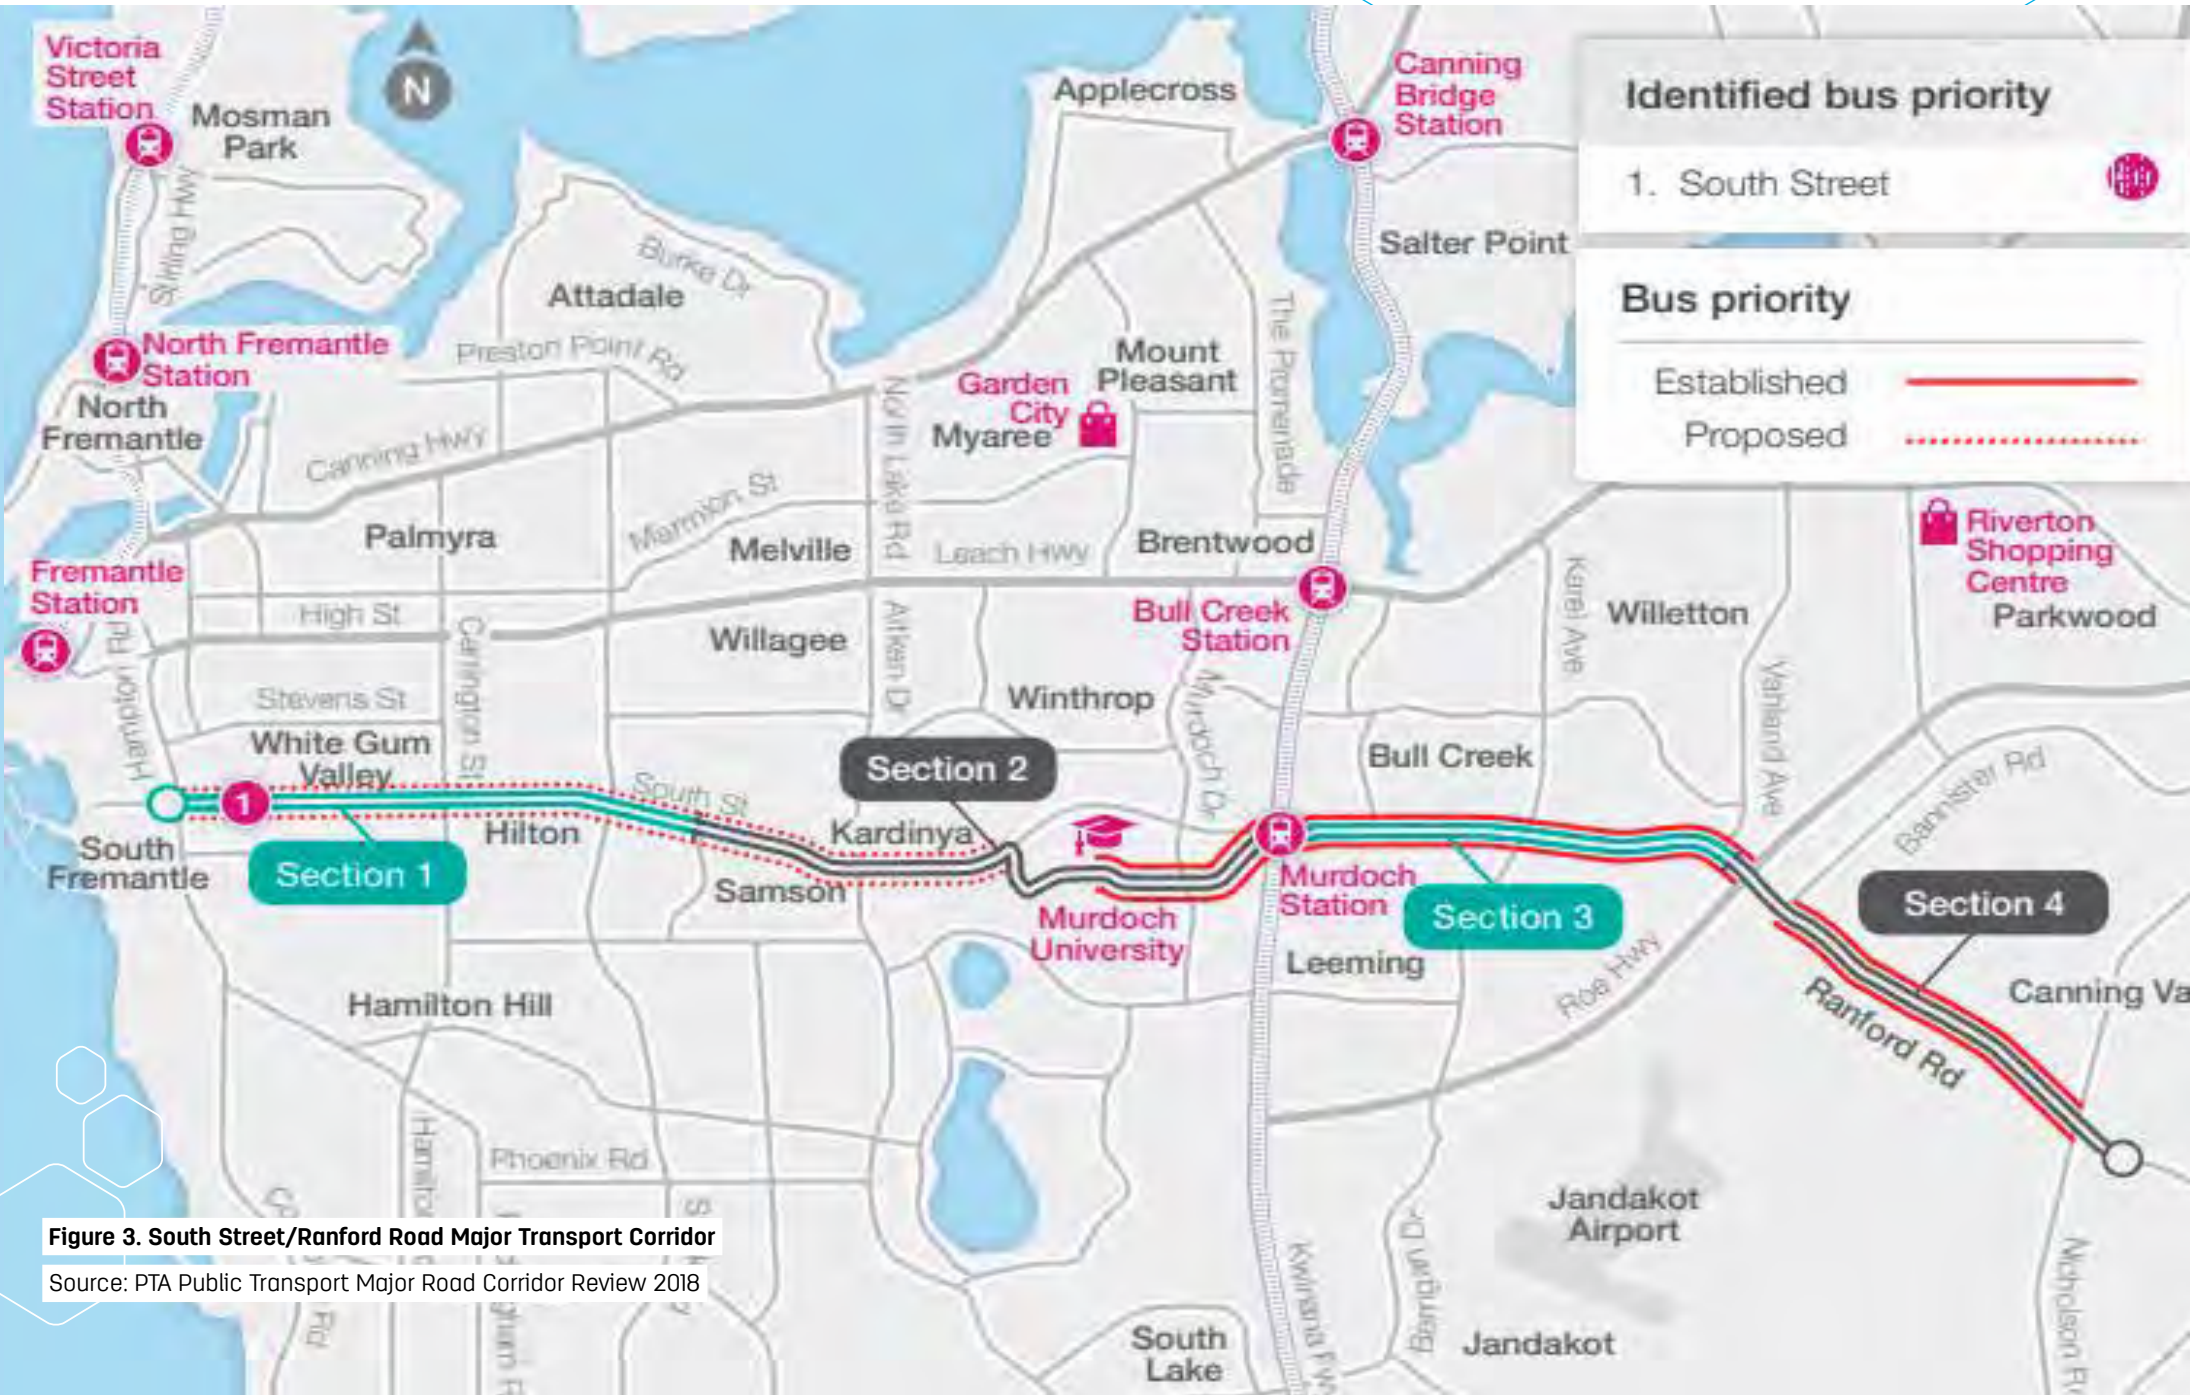 Victoria
Street
Station
Mosman
Park
N
Stirling Hwy
Applecross
Canning
Bridge
Station
Identified bus priority
1. South Street
Salter Point
Bus priority
Established
Proposed
Burke Dr
Attadale
North Fremantle
Station
Preston Point Rd
North
Fremantle
Canning Hwy
Garden
City
Myaree
Mount
Pleasant
The Promenade
North Lake Rd
Marmion St
Palmyra
Melville
Leach Hwy
Brentwood
Riverton
Shopping
Centre
Parkwood
Fremantle
Station
High St
Hampton Rd
Carrington St
Willagee
Aitken Dr
Bull Creek
Station
Karel Ave
Willetton
Vahland Ave
Stevens St
Winthrop
Murdoch Dr
White Gum
Valley
Section 2
Bull Creek
Bannister Rd
South St
1
Hilton
Kardinya
South
Fremantle
Section 1
Samson
Murdoch
University
Murdoch
Station
Section 3
Section 4
Leeming
Roe Hwy
Canning Va
Ranford Rd
Hamilton Hill
Phoenix Rd
Jandakot
Airport
Figure 3. South Street/Ranford Road Major Transport Corridor
Source: PTA Public Transport Major Road Corridor Review 2018
Rd
Kwinana Fw
Berrigan Dr
Nicholson R
South
Lake
Jandakot